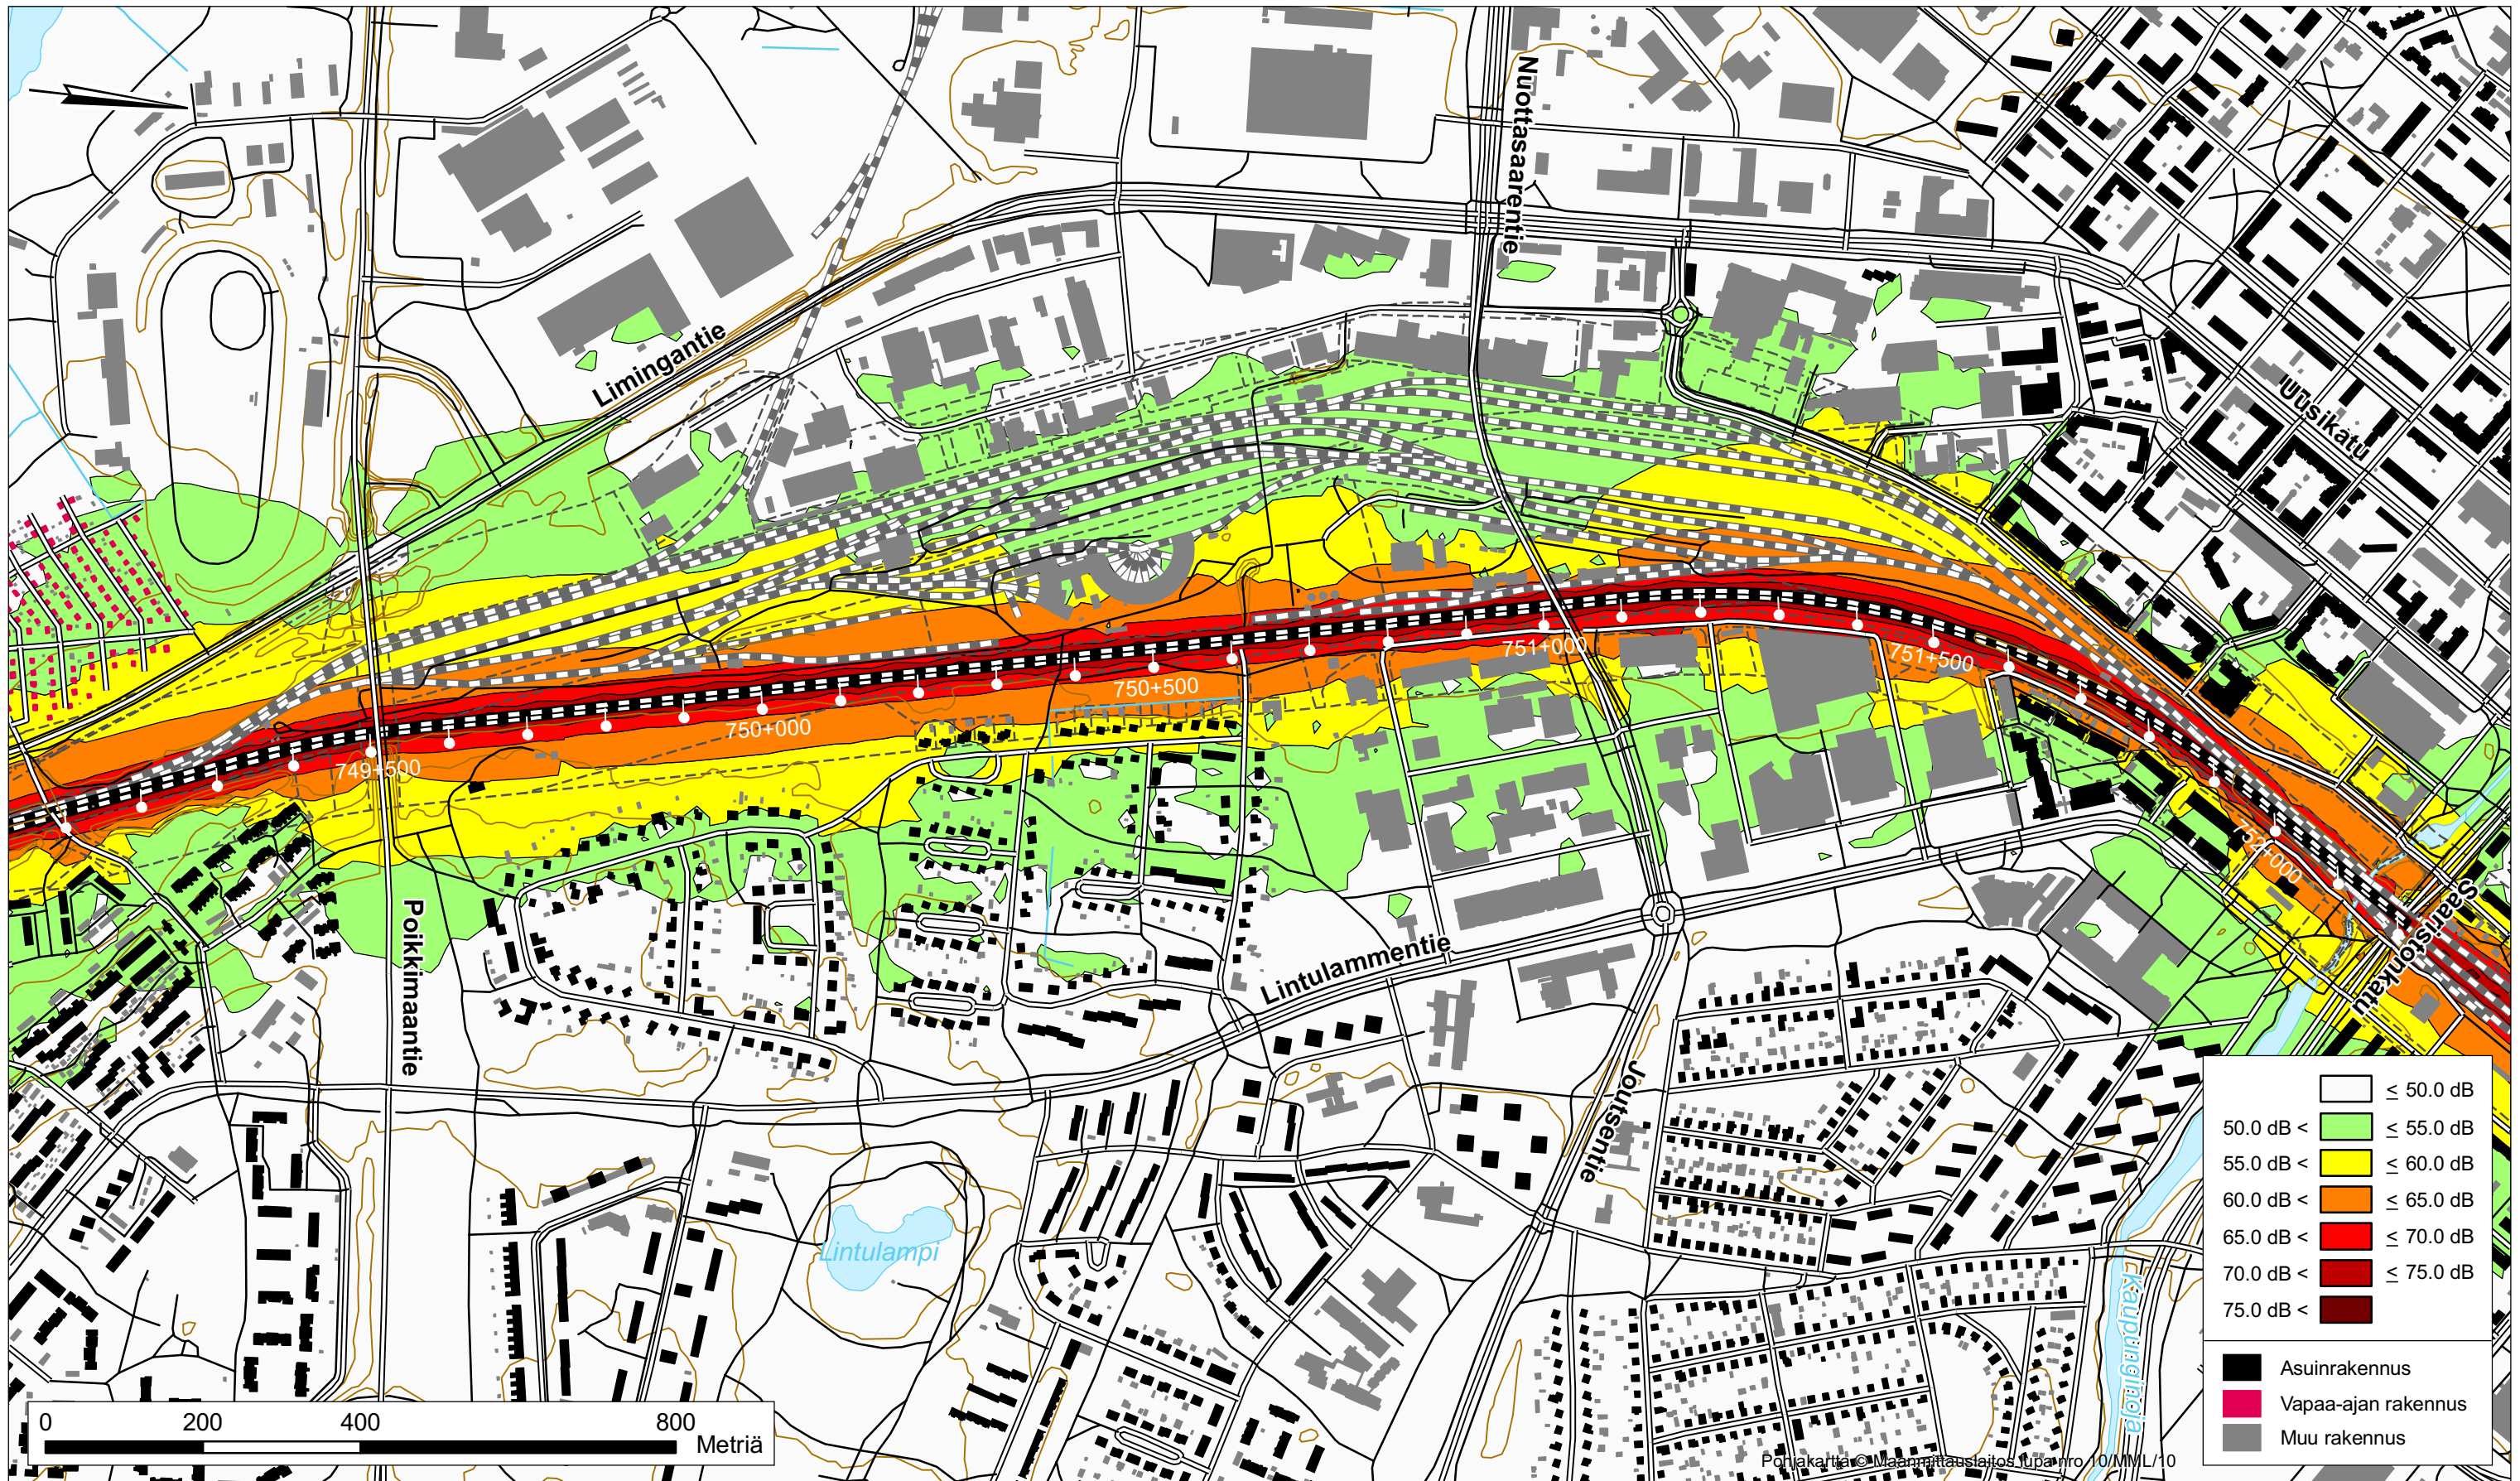 Nuottasaarentie
Limingantie
Uusikatu
751+000
751+500
750+500
750+000
749+500
752+000
Saaristonkatu
Poikkimaantie
Lintulammentie
Joutsentie
Lintulampi
Kaupunginoja
≤ 50.0 dB
50.0 dB < ≤ 55.0 dB
55.0 dB < ≤ 60.0 dB
60.0 dB < ≤ 65.0 dB
65.0 dB < ≤ 70.0 dB
70.0 dB < ≤ 75.0 dB
75.0 dB <
Asuinrakennus
Vapaa-ajan rakennus
Muu rakennus
0 200 400 800
Metriä
Pohjakartta © Maanmittauslaitos lupa nro 10/MML/10